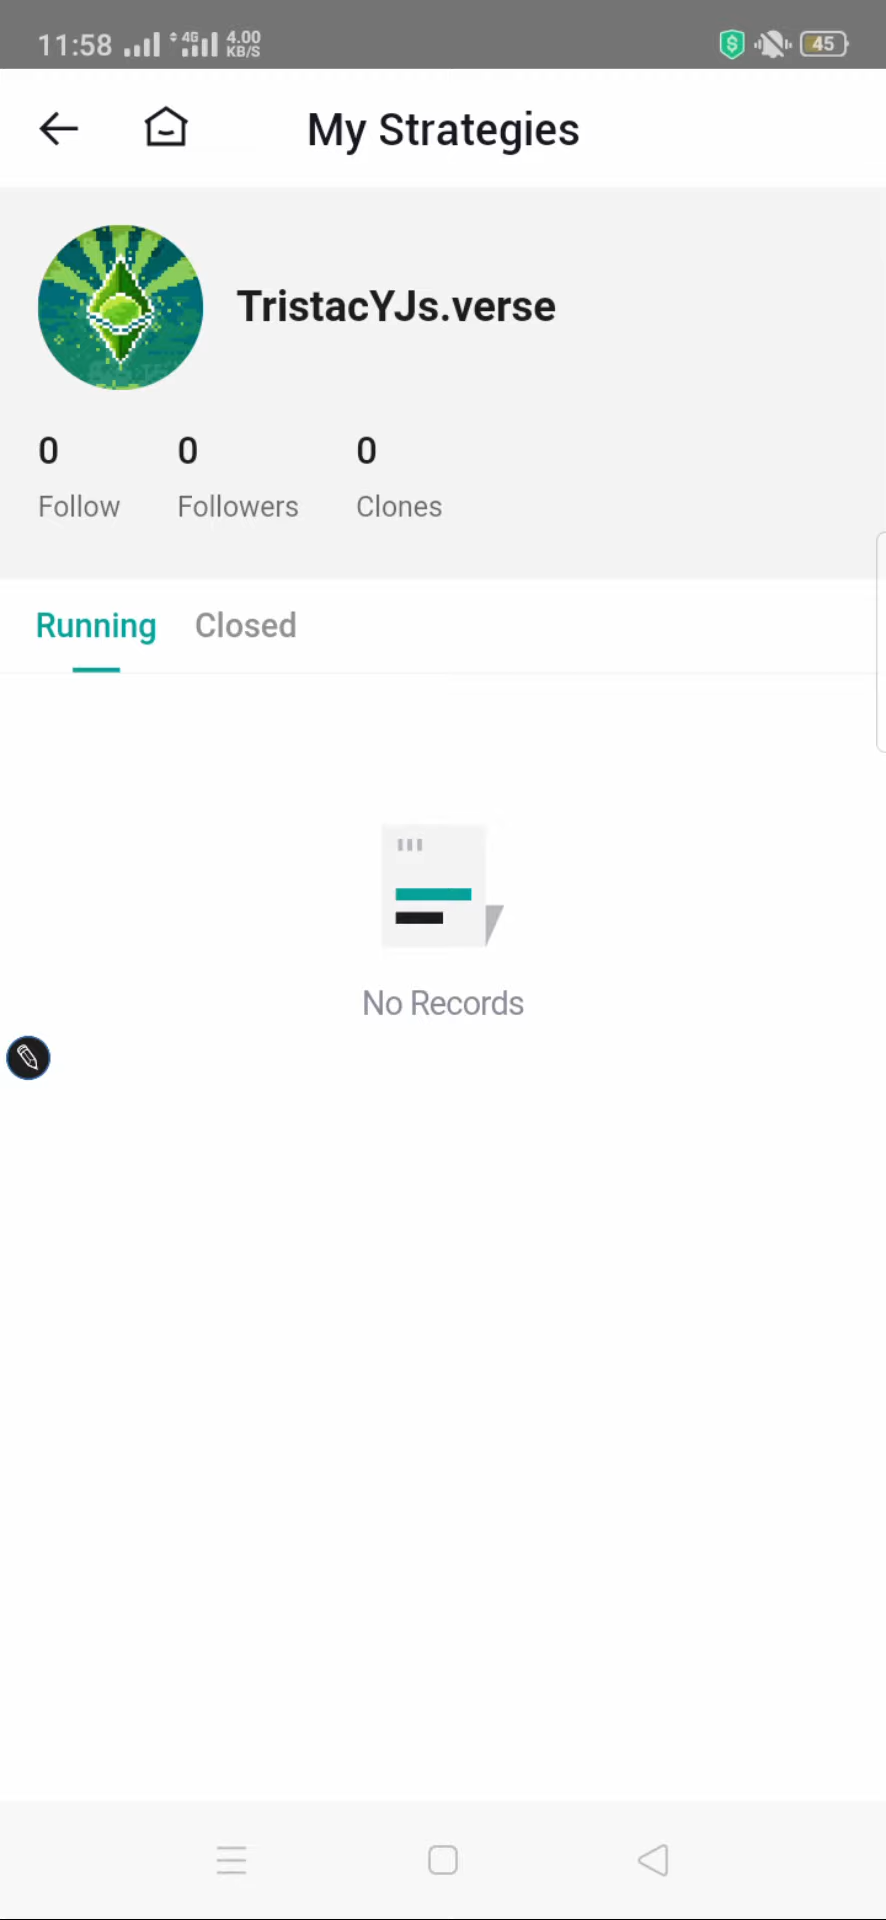 11:58 4G 4.00 KB/S 45
My Strategies
TristacYJs.verse
0 0 0
Follow Followers Clones
Running Closed
No Records